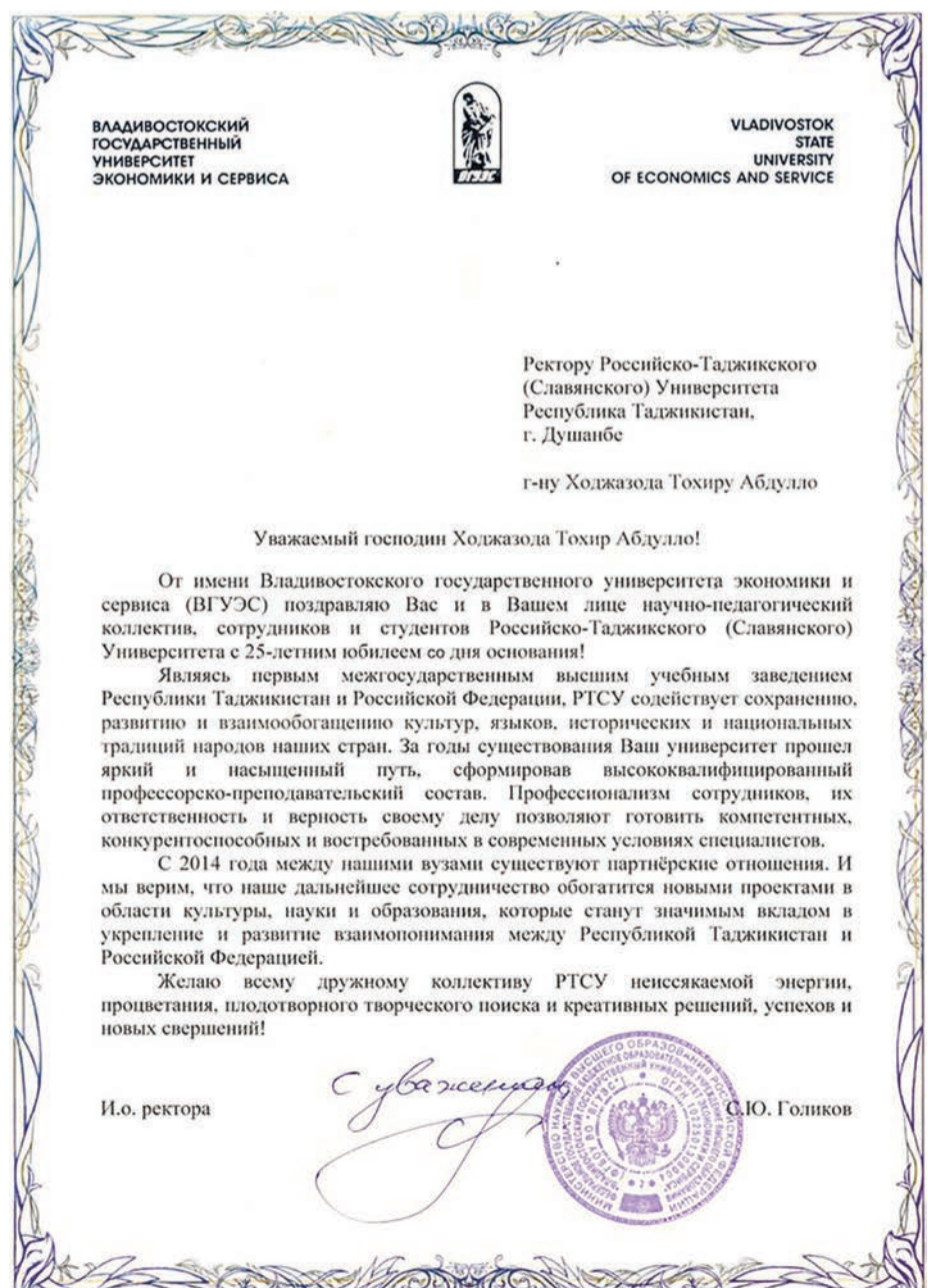 ВЛАДИВОСТОКСКИЙ
ГОСУДАРСТВЕННЫЙ
УНИВЕРСИТЕТ
ЭКОНОМИКИ И СЕРВИСА
ВГУЭС
VLADIVOSTOK
STATE
UNIVERSITY
OF ECONOMICS AND SERVICE
Ректору Российско-Таджикского
(Славянского) Университета
Республика Таджикистан,
г. Душанбе
г-ну Ходжазода Тохиру Абдулло
Уважаемый господин Ходжазода Тохир Абдулло!
От имени Владивостокского государственного университета экономики и
сервиса (ВГУЭС) поздравляю Вас и в Вашем лице научно-педагогический
коллектив, сотрудников и студентов Российско-Таджикского (Славянского)
Университета с 25-летним юбилеем со дня основания!
Являясь первым межгосударственным высшим учебным заведением
Республики Таджикистан и Российской Федерации, РТСУ содействует сохранению,
развитию и взаимообогащению культур, языков, исторических и национальных
традиций народов наших стран. За годы существования Ваш университет прошел
яркий и насыщенный путь, сформировав высококвалифицированный
профессорско-преподавательский состав. Профессионализм сотрудников, их
ответственность и верность своему делу позволяют готовить компетентных,
конкурентоспособных и востребованных в современных условиях специалистов.
С 2014 года между нашими вузами существуют партнёрские отношения. И
мы верим, что наше дальнейшее сотрудничество обогатится новыми проектами в
области культуры, науки и образования, которые станут значимым вкладом в
укрепление и развитие взаимопонимания между Республикой Таджикистан и
Российской Федерацией.
Желаю всему дружному коллективу РТСУ неиссякаемой энергии,
процветания, плодотворного творческого поиска и креативных решений, успехов и
новых свершений!
С уважением
И.о. ректора
С.Ю. Голиков
МИНИСТЕРСТВО НАУКИ И ВЫСШЕГО ОБРАЗОВАНИЯ РОССИЙСКОЙ ФЕДЕРАЦИИ